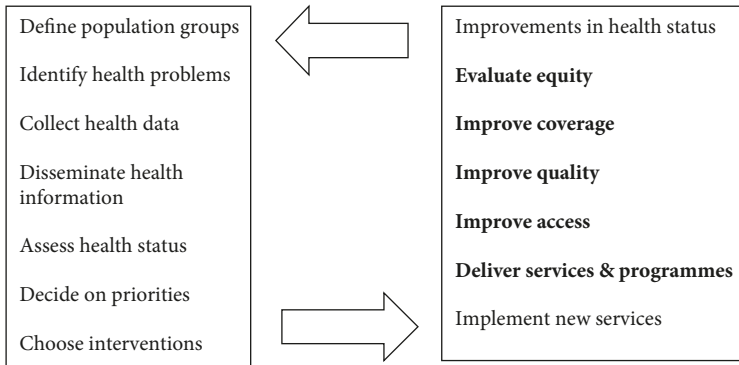 Define population groups
Identify health problems
Collect health data
Disseminate health
information
Assess health status
Decide on priorities
Choose interventions
Improvements in health status
Evaluate equity
Improve coverage
Improve quality
Improve access
Deliver services & programmes
Implement new services